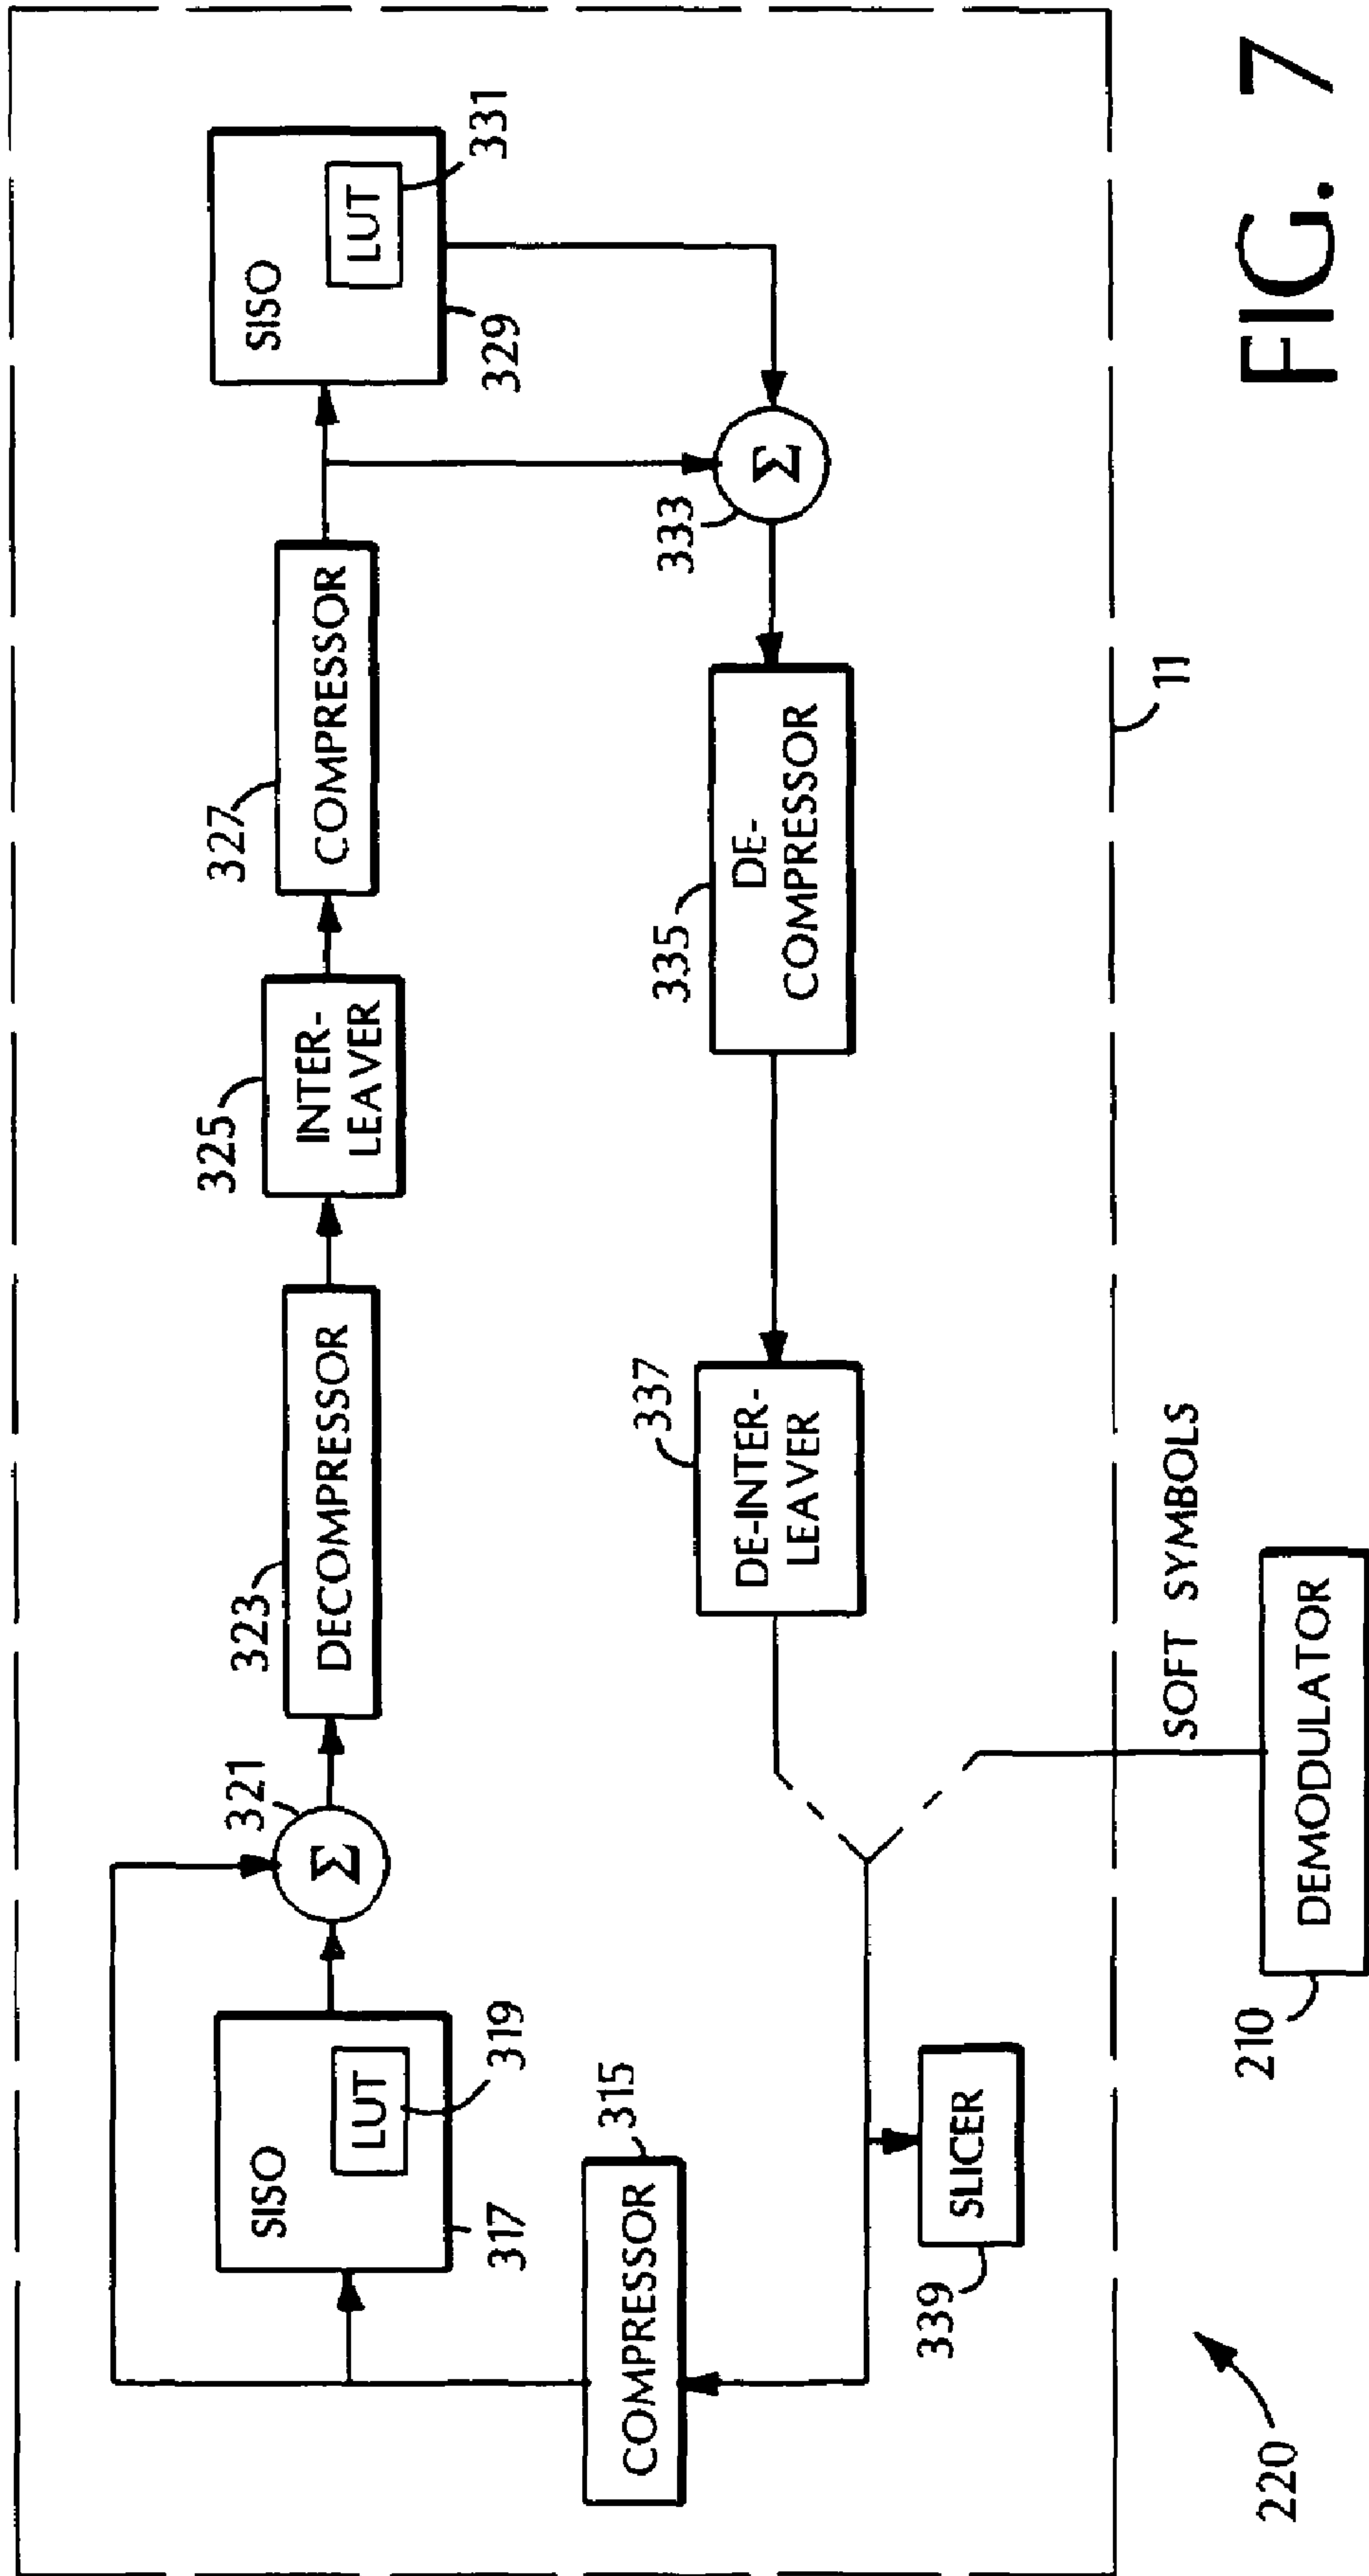 SISO
LUT
331
329
327
COMPRESSOR
325
INTER-
LEAVER
323
DECOMPRESSOR
321
Σ
SISO
LUT
319
317
333
Σ
335
DE-
COMPRESSOR
337
DE-INTER-
LEAVER
315
COMPRESSOR
SLICER
339
11
SOFT SYMBOLS
DEMODULATOR
210
220
FIG. 7